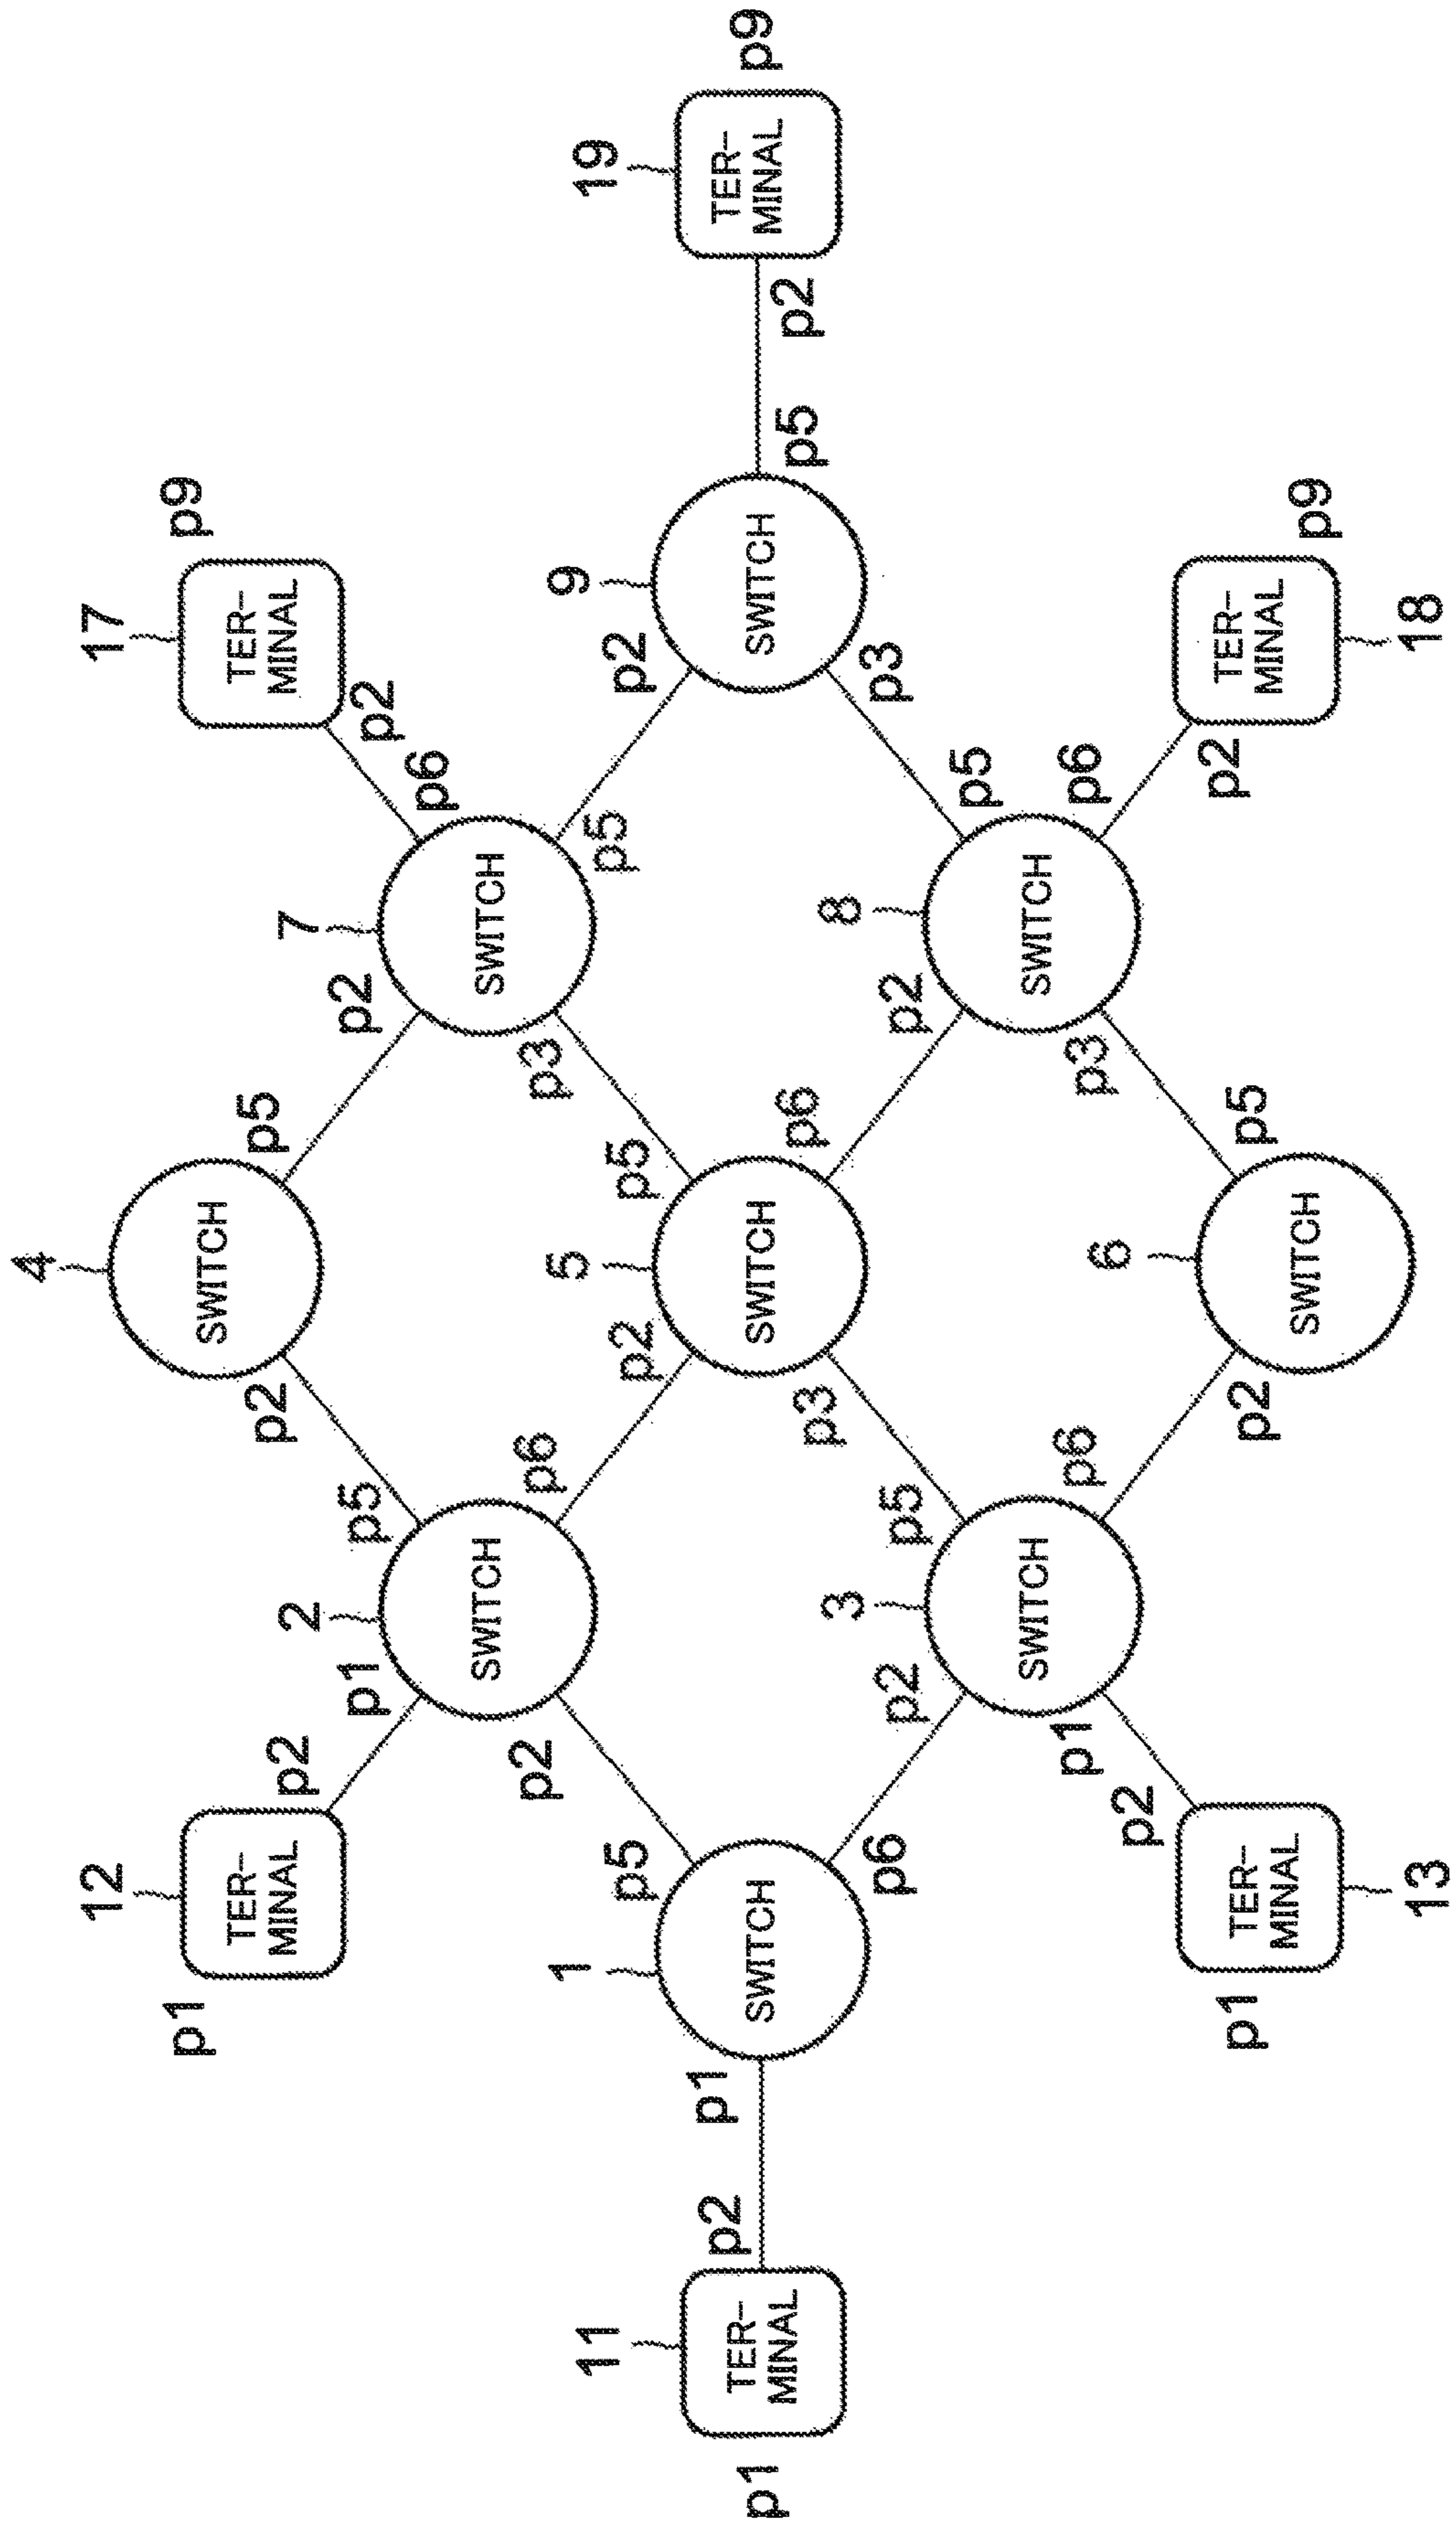 11
p1
TER-
MINAL
p2
p1
1
SWITCH
p5
p6
12
p1
TER-
MINAL
p2
p1
2
SWITCH
p2
p5
p6
13
p1
TER-
MINAL
p2
p1
3
SWITCH
p2
p5
p6
4
SWITCH
p2
p5
5
SWITCH
p2
p3
p5
p6
6
SWITCH
p2
p5
7
SWITCH
p2
p3
p5
p6
17
TER-
MINAL
p2
p9
8
SWITCH
p2
p3
p5
p6
18
TER-
MINAL
p2
p9
9
SWITCH
p2
p3
p5
19
TER-
MINAL
p2
p9